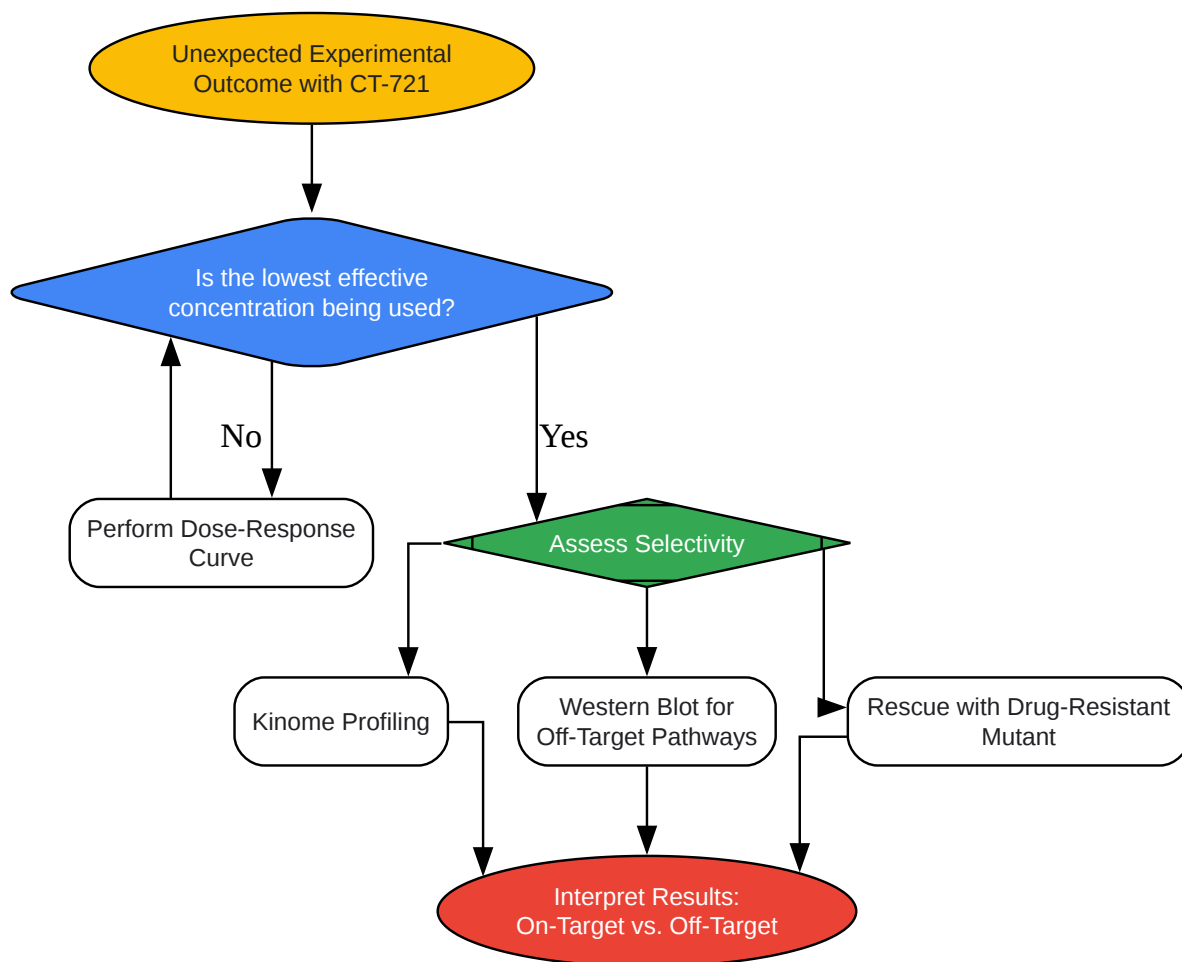 Unexpected Experimental
Outcome with CT-721
Is the lowest effective
concentration being used?
No
Yes
Perform Dose-Response
Curve
Assess Selectivity
Kinome Profiling
Western Blot for
Off-Target Pathways
Rescue with Drug-Resistant
Mutant
Interpret Results:
On-Target vs. Off-Target